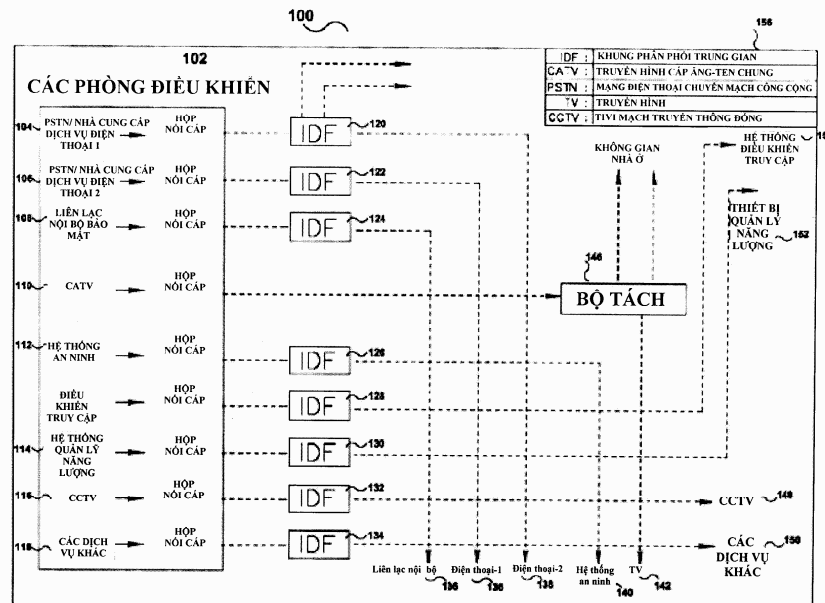 100
156
102
CÁC PHÒNG ĐIỀU KHIỂN
IDF : KHUNG PHÂN PHỐI TRUNG GIAN
CATV : TRUYỀN HÌNH CÁP ĂNG-TEN CHUNG
PSTN : MẠNG ĐIỆN THOẠI CHUYỂN MẠCH CÔNG CỘNG
TV : TRUYỀN HÌNH
CCTV : TIVI MẠCH TRUYỀN THÔNG ĐÓNG
104
PSTN/ NHÀ CUNG CẤP
DỊCH VỤ ĐIỆN
THOẠI 1
HỘP
NỐI CÁP
IDF
120
106
PSTN/ NHÀ CUNG CẤP
DỊCH VỤ ĐIỆN
THOẠI 2
HỘP
NỐI CÁP
IDF
122
108
LIÊN LẠC
NỘI BỘ BẢO
MẬT
HỘP
NỐI CÁP
IDF
124
KHÔNG GIAN
NHÀ Ở
HỆ THỐNG
ĐIỀU KHIỂN
TRUY CẬP
THIẾT BỊ
QUẢN LÝ
NĂNG
LƯỢNG
152
110
CATV
HỘP
NỐI CÁP
146
BỘ TÁCH
112
HỆ THỐNG
AN NINH
HỘP
NỐI CÁP
IDF
126
ĐIỀU
KHIỂN
TRUY CẬP
HỘP
NỐI CÁP
IDF
128
114
HỆ THỐNG
QUẢN LÝ
NĂNG
LƯỢNG
HỘP
NỐI CÁP
IDF
130
116
CCTV
HỘP
NỐI CÁP
IDF
132
CCTV
148
118
CÁC DỊCH
VỤ KHÁC
HỘP
NỐI CÁP
IDF
134
CÁC
DỊCH VỤ
KHÁC
150
Liên lạc nội bộ
136
Điện thoại-1
136
Điện thoại-2
138
Hệ thống
an ninh
140
TV
142